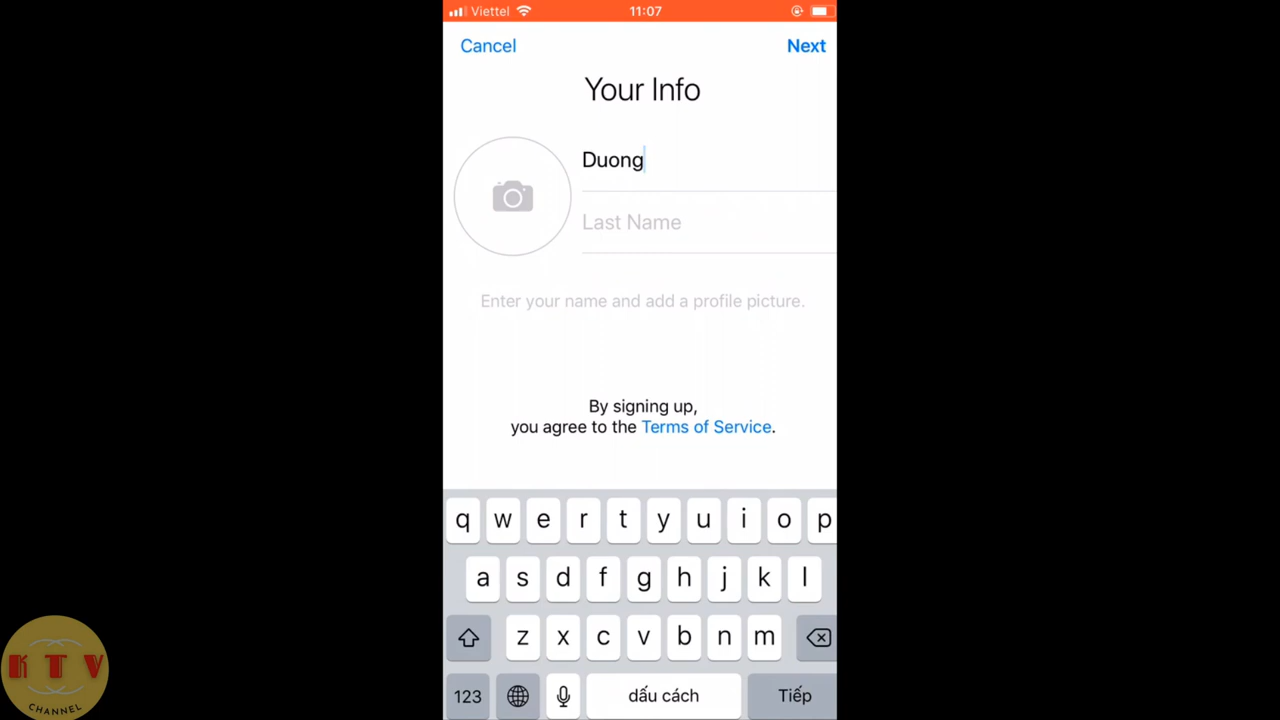 Viettel 11:07
Cancel Next
Your Info
Duong
Last Name
Enter your name and add a profile picture.
By signing up,
you agree to the Terms of Service.
q w e r t y u i o p
a s d f g h j k l
z x c v b n m
123 dấu cách Tiếp
KTV
CHANNEL